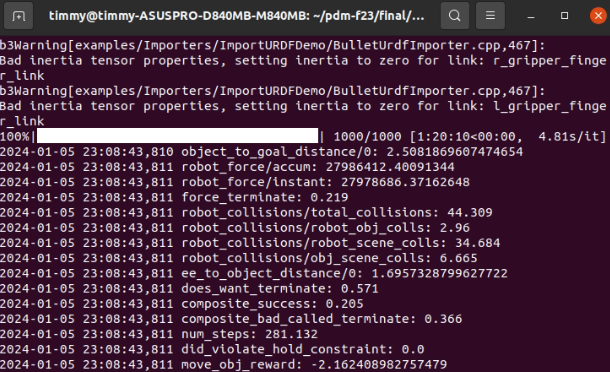 timmy@timmy-ASUSPRO-D840MB-M840MB: ~/pdm-f23/final/...
b3Warning[examples/Importers/ImportURDFDemo/BulletUrdfImporter.cpp,467]:
Bad inertia tensor properties, setting inertia to zero for link: r_gripper_finge
r_link
b3Warning[examples/Importers/ImportURDFDemo/BulletUrdfImporter.cpp,467]:
Bad inertia tensor properties, setting inertia to zero for link: l_gripper_finge
r_link
100%|██████████████████████████████████| 1000/1000 [1:20:10<00:00,  4.81s/it]
2024-01-05 23:08:43,810 object_to_goal_distance/0: 2.5081869607474654
2024-01-05 23:08:43,811 robot_force/accum: 27986412.40091344
2024-01-05 23:08:43,811 robot_force/instant: 27978686.37162648
2024-01-05 23:08:43,811 force_terminate: 0.219
2024-01-05 23:08:43,811 robot_collisions/total_collisions: 44.309
2024-01-05 23:08:43,811 robot_collisions/robot_obj_colls: 2.96
2024-01-05 23:08:43,811 robot_collisions/robot_scene_colls: 34.684
2024-01-05 23:08:43,811 robot_collisions/obj_scene_colls: 6.665
2024-01-05 23:08:43,811 ee_to_object_distance/0: 1.6957328799627722
2024-01-05 23:08:43,811 does_want_terminate: 0.571
2024-01-05 23:08:43,811 composite_success: 0.205
2024-01-05 23:08:43,811 composite_bad_called_terminate: 0.366
2024-01-05 23:08:43,811 num_steps: 281.132
2024-01-05 23:08:43,811 did_violate_hold_constraint: 0.0
2024-01-05 23:08:43,811 move_obj_reward: -2.162408982757479